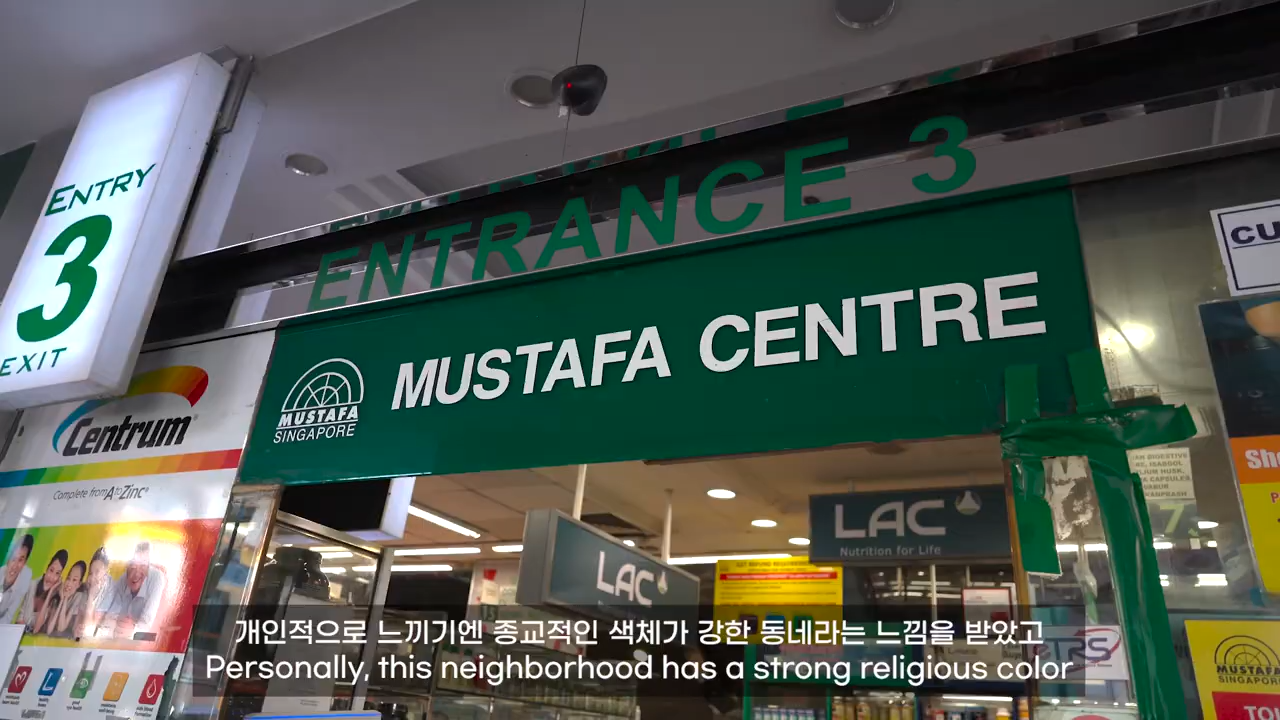 ENTRY
3
EXIT
ENTRANCE 3
MUSTAFA CENTRE
MUSTAFA
SINGAPORE
Centrum
Complete from A to Zinc
LAC
Nutrition for Life
LAC
CU
Sh
7
MUSTAFA
SINGAPORE
TOU
개인적으로 느끼기엔 종교적인 색체가 강한 동네라는 느낌을 받았고
Personally, this neighborhood has a strong religious color